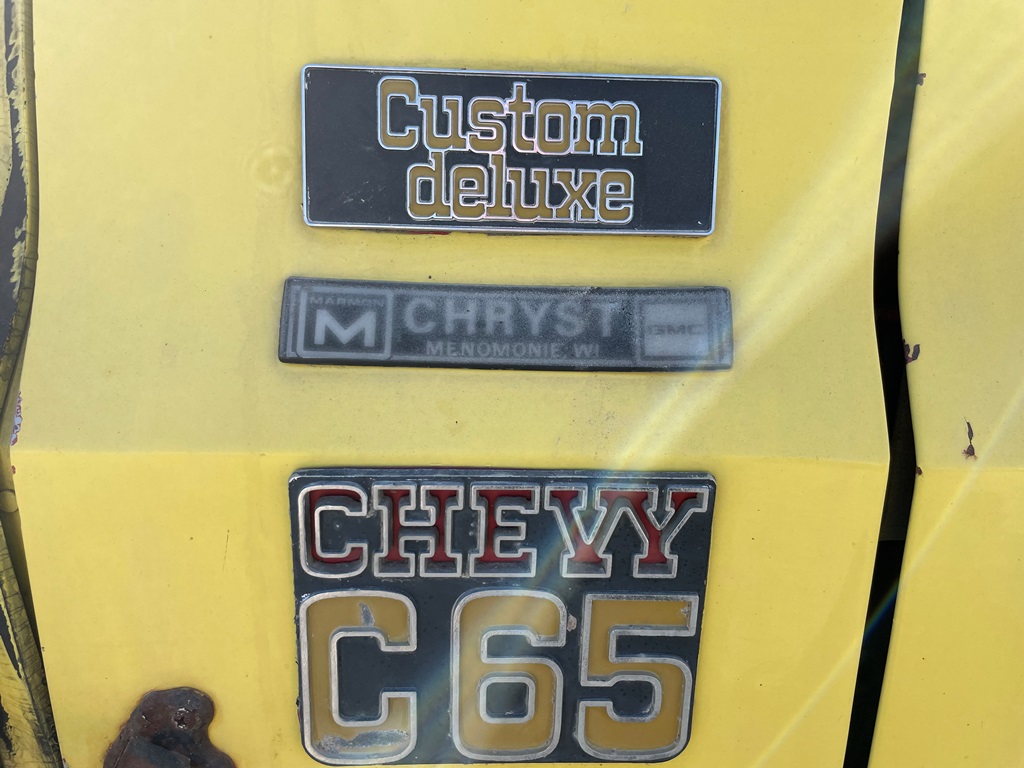 Custom
deluxe
MARMON
M
CHRYST
MENOMONIE, WI
GMC
CHEVY
C65